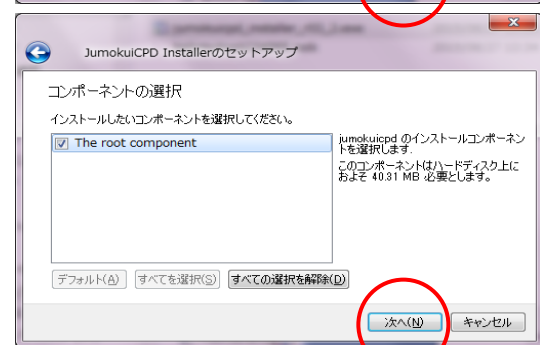 JumokuiCPD Installerのセットアップ
コンポーネントの選択
インストールしたいコンポーネントを選択してください。
The root component
jumokuicpd のインストールコンポーネン
トを選択します.
このコンポーネントはハードディスク上に
およそ 40.31 MB 必要とします。
デフォルト(A) すべてを選択(S) すべての選択を解除(D)
次へ(N) キャンセル